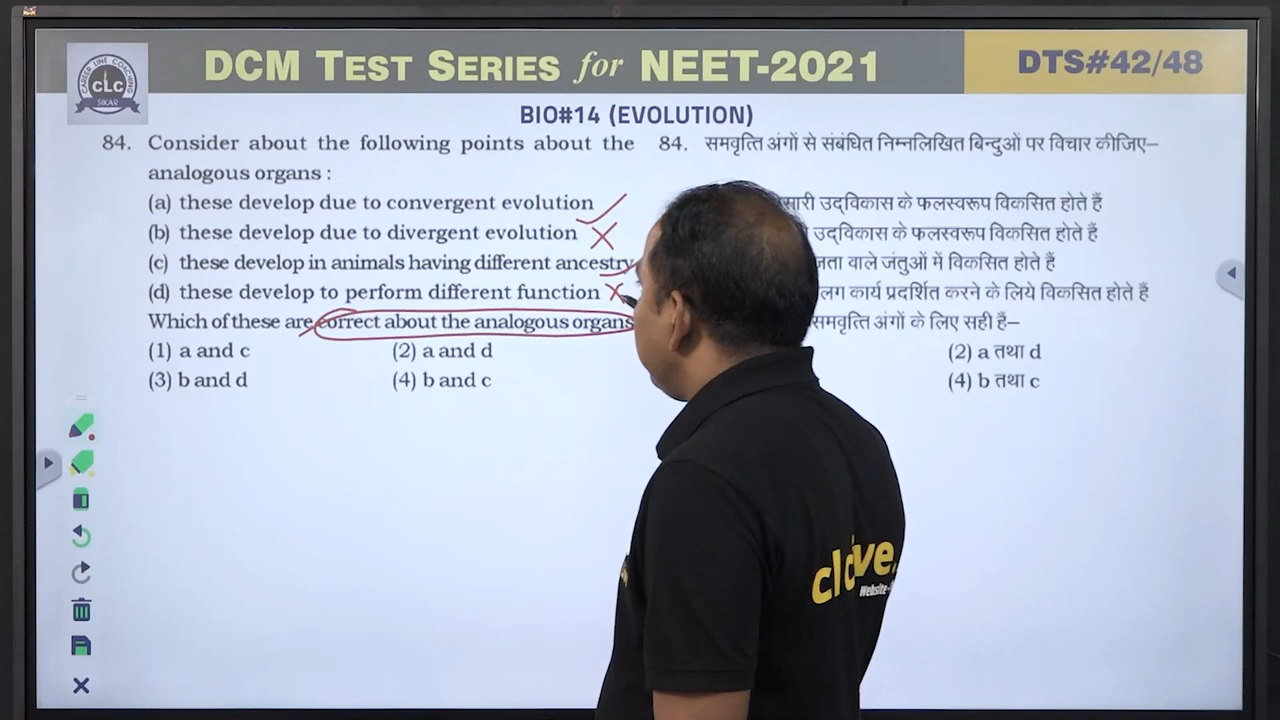 DCM TEST SERIES for NEET-2021
DTS#42/48
CAREER LINE COACHING
CLC
SIKAR
BIO#14 (EVOLUTION)
84. Consider about the following points about the
analogous organs :
(a) these develop due to convergent evolution
(b) these develop due to divergent evolution
(c) these develop in animals having different ancestry
(d) these develop to perform different function
Which of these are correct about the analogous organs
(1) a and c (2) a and d
(3) b and d (4) b and c
84. समवृत्ति अंगों से संबंधित निम्नलिखित बिन्दुओं पर विचार कीजिए–
उद्विकास के फलस्वरूप विकसित होते हैं
उद्विकास के फलस्वरूप विकसित होते हैं
वाले जंतुओं में विकसित होते हैं
कार्य प्रदर्शित करने के लिये विकसित होते हैं
समवृत्ति अंगों के लिए सही हैं–
(2) a तथा d
(4) b तथा c